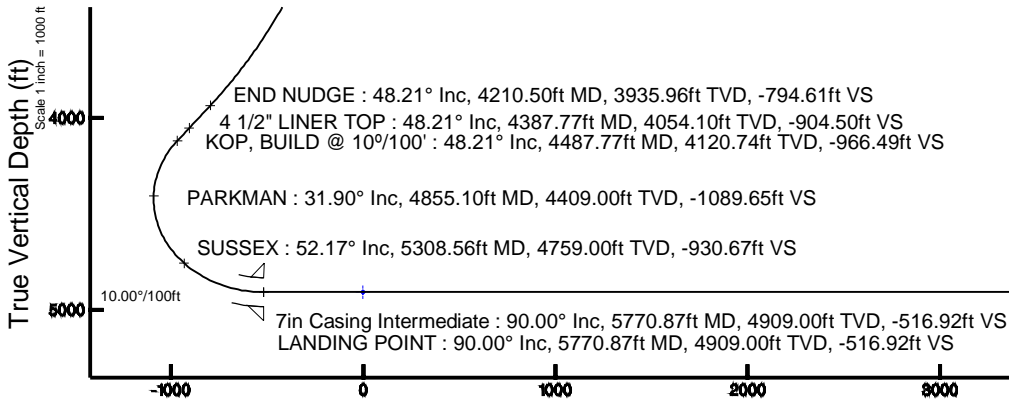 True Vertical Depth (ft)
Scale 1 inch = 1000 ft
4000
5000
END NUDGE : 48.21° Inc, 4210.50ft MD, 3935.96ft TVD, -794.61ft VS
4 1/2" LINER TOP : 48.21° Inc, 4387.77ft MD, 4054.10ft TVD, -904.50ft VS
KOP, BUILD @ 10º/100' : 48.21° Inc, 4487.77ft MD, 4120.74ft TVD, -966.49ft VS
PARKMAN : 31.90° Inc, 4855.10ft MD, 4409.00ft TVD, -1089.65ft VS
SUSSEX : 52.17° Inc, 5308.56ft MD, 4759.00ft TVD, -930.67ft VS
10.00°/100ft
7in Casing Intermediate : 90.00° Inc, 5770.87ft MD, 4909.00ft TVD, -516.92ft VS
LANDING POINT : 90.00° Inc, 5770.87ft MD, 4909.00ft TVD, -516.92ft VS
-1000 0 1000 2000 3000